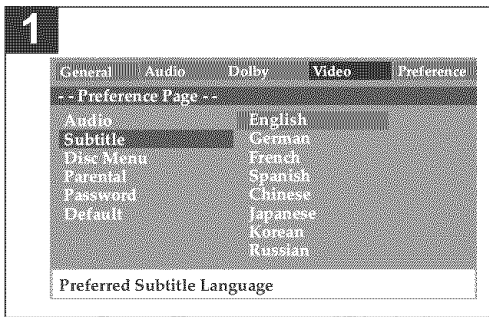 1
General Audio Dolby Video Preference
- - Preference Page - -
Audio English
Subtitle German
Disc Menu French
Parental Spanish
Password Chinese
Default Japanese
Korean
Russian
Preferred Subtitle Language